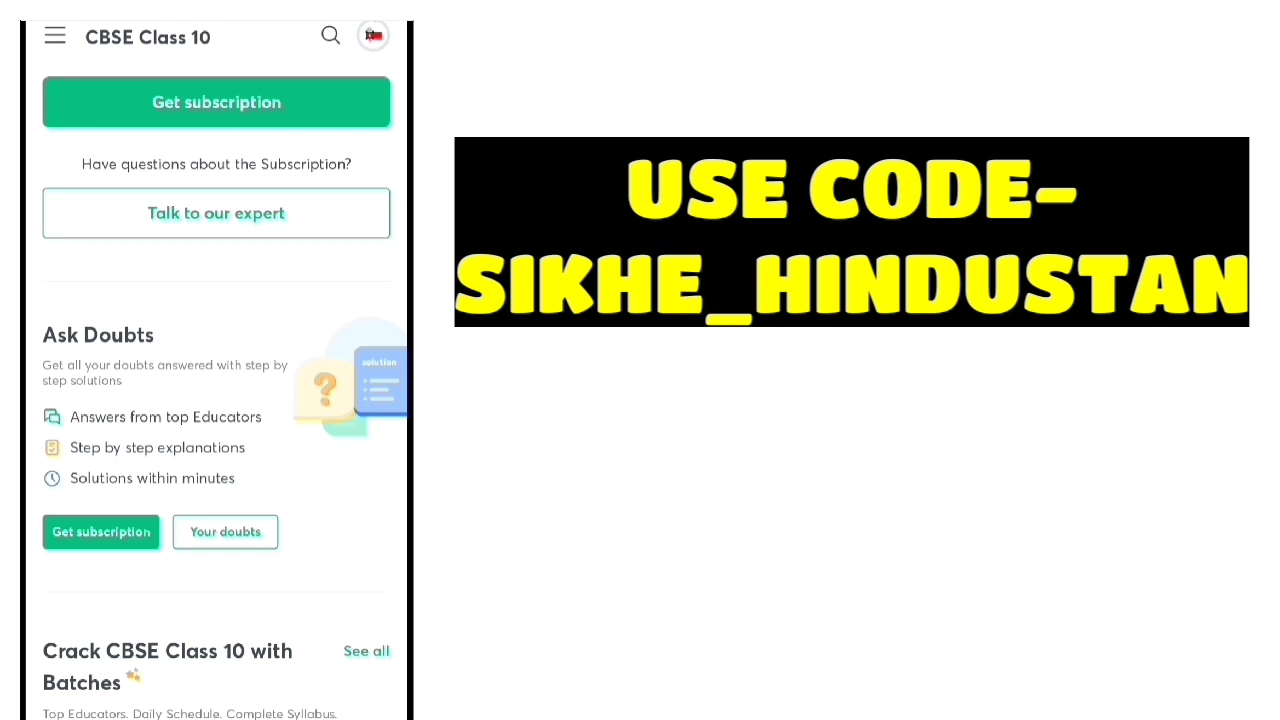 CBSE Class 10
Get subscription
Have questions about the Subscription?
Talk to our expert
Ask Doubts
Get all your doubts answered with step by
step solutions
solution
?
Answers from top Educators
Step by step explanations
Solutions within minutes
Get subscription
Your doubts
Crack CBSE Class 10 with
Batches
See all
Top Educators. Daily Schedule. Complete Syllabus.
USE CODE-
SIKHE_HINDUSTAN